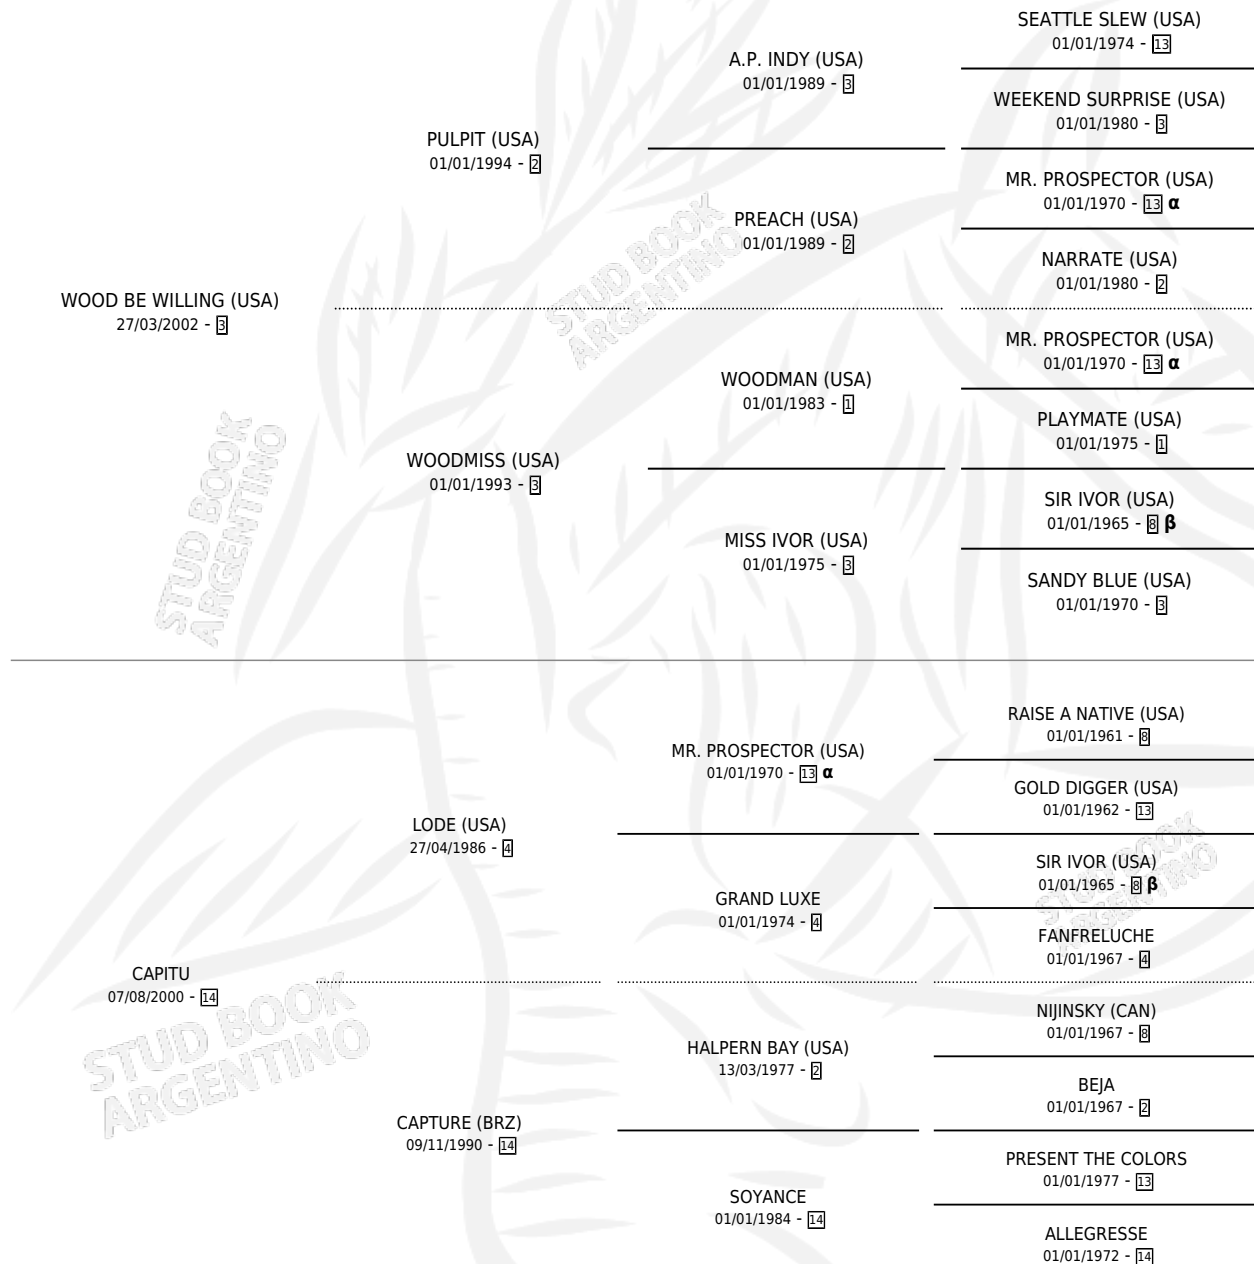 SEATTLE SLEW (USA)
01/01/1974 - 13
A.P. INDY (USA)
01/01/1989 - 3
WEEKEND SURPRISE (USA)
01/01/1980 - 3
PULPIT (USA)
01/01/1994 - 2
MR. PROSPECTOR (USA)
01/01/1970 - 13 α
PREACH (USA)
01/01/1989 - 2
NARRATE (USA)
01/01/1980 - 2
WOOD BE WILLING (USA)
27/03/2002 - 3
MR. PROSPECTOR (USA)
01/01/1970 - 13 α
WOODMAN (USA)
01/01/1983 - 1
PLAYMATE (USA)
01/01/1975 - 1
WOODMISS (USA)
01/01/1993 - 3
SIR IVOR (USA)
01/01/1965 - 8 β
MISS IVOR (USA)
01/01/1975 - 3
SANDY BLUE (USA)
01/01/1970 - 3
RAISE A NATIVE (USA)
01/01/1961 - 8
MR. PROSPECTOR (USA)
01/01/1970 - 13 α
GOLD DIGGER (USA)
01/01/1962 - 13
LODE (USA)
27/04/1986 - 4
SIR IVOR (USA)
01/01/1965 - 8 β
GRAND LUXE
01/01/1974 - 4
FANFRELUCHE
01/01/1967 - 4
CAPITU
07/08/2000 - 14
NIJINSKY (CAN)
01/01/1967 - 8
HALPERN BAY (USA)
13/03/1977 - 2
BEJA
01/01/1967 - 2
CAPTURE (BRZ)
09/11/1990 - 14
PRESENT THE COLORS
01/01/1977 - 13
SOYANCE
01/01/1984 - 14
ALLEGRESSE
01/01/1972 - 14
STUD BOOK
ARGENTINO
STUD BOOK
ARGENTINO
STUD BOOK
ARGENTINO
STUD BOOK
ARGENTINO